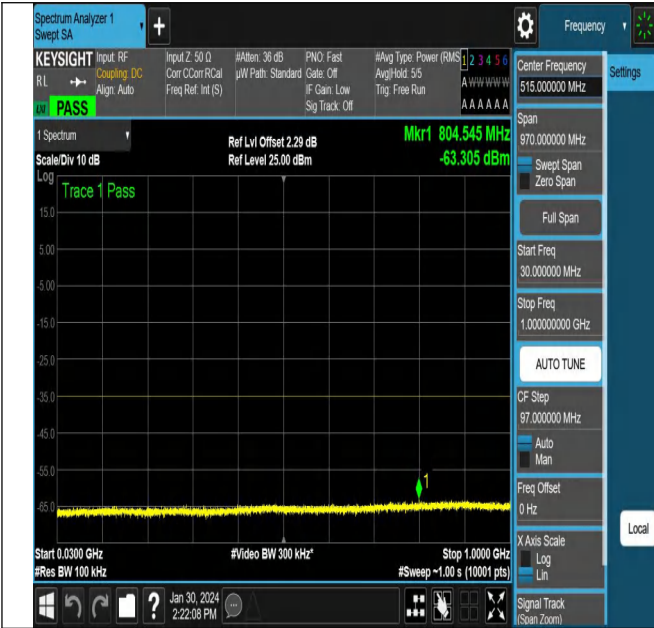 Spectrum Analyzer 1
Swept SA
+
Frequency
KEYSIGHT
RL
PASS
Input: RF
Coupling: DC
Align: Auto
Input Z: 50 Ω
Corr CCorr RCal
Freq Ref: Int (S)
#Atten: 36 dB
µW Path: Standard
PNO: Fast
Gate: Off
IF Gain: Low
Sig Track: Off
#Avg Type: Power (RMS
Avg|Hold: 5/5
Trig: Free Run
1 2 3 4 5 6
A W W W W W
A A A A A A
1 Spectrum
Scale/Div 10 dB
Log
Ref Lvl Offset 2.29 dB
Ref Level 25.00 dBm
Mkr1 804.545 MHz
-63.305 dBm
Trace 1 Pass
15.0
5.00
-5.00
-15.0
-25.0
-35.0
-45.0
-55.0
-65.0
1
Start 0.0300 GHz
#Res BW 100 kHz
#Video BW 300 kHz*
Stop 1.0000 GHz
#Sweep ~1.00 s (10001 pts)
?
Jan 30, 2024
2:22:08 PM
Center Frequency
515.000000 MHz
Span
970.000000 MHz
Swept Span
Zero Span
Full Span
Start Freq
30.000000 MHz
Stop Freq
1.000000000 GHz
AUTO TUNE
CF Step
97.000000 MHz
Auto
Man
Freq Offset
0 Hz
X Axis Scale
Log
Lin
Signal Track
(Span Zoom)
Settings
Local